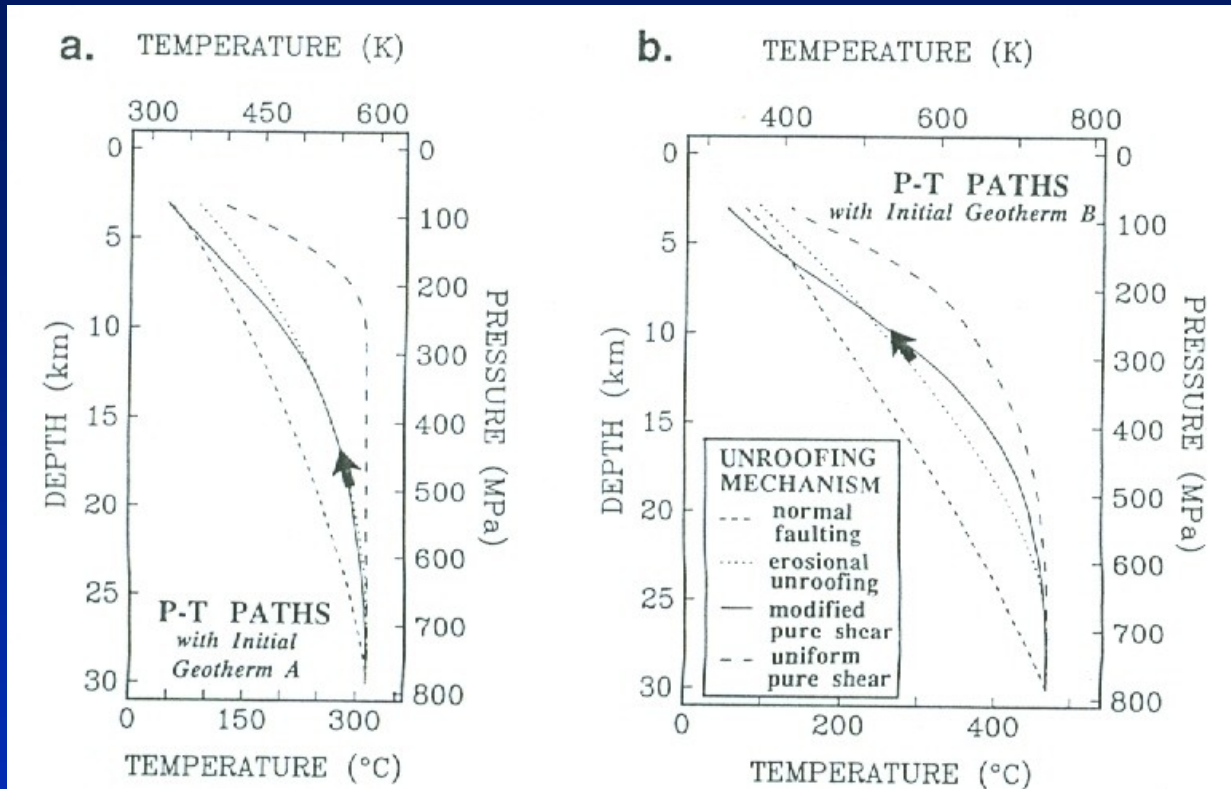 a.
TEMPERATURE (K)
300 450 600
0
5
10
15
20
25
30
DEPTH (km)
0
100
200
300
400
500
600
700
800
PRESSURE (MPa)
P-T PATHS
with Initial
Geotherm A
0 150 300
TEMPERATURE (°C)
b.
TEMPERATURE (K)
400 600 800
0
5
10
15
20
25
30
DEPTH (km)
0
100
200
300
400
500
600
700
800
PRESSURE (MPa)
P-T PATHS
with Initial Geotherm B
UNROOFING
MECHANISM
normal
faulting
erosional
unroofing
modified
pure shear
uniform
pure shear
0 200 400
TEMPERATURE (°C)